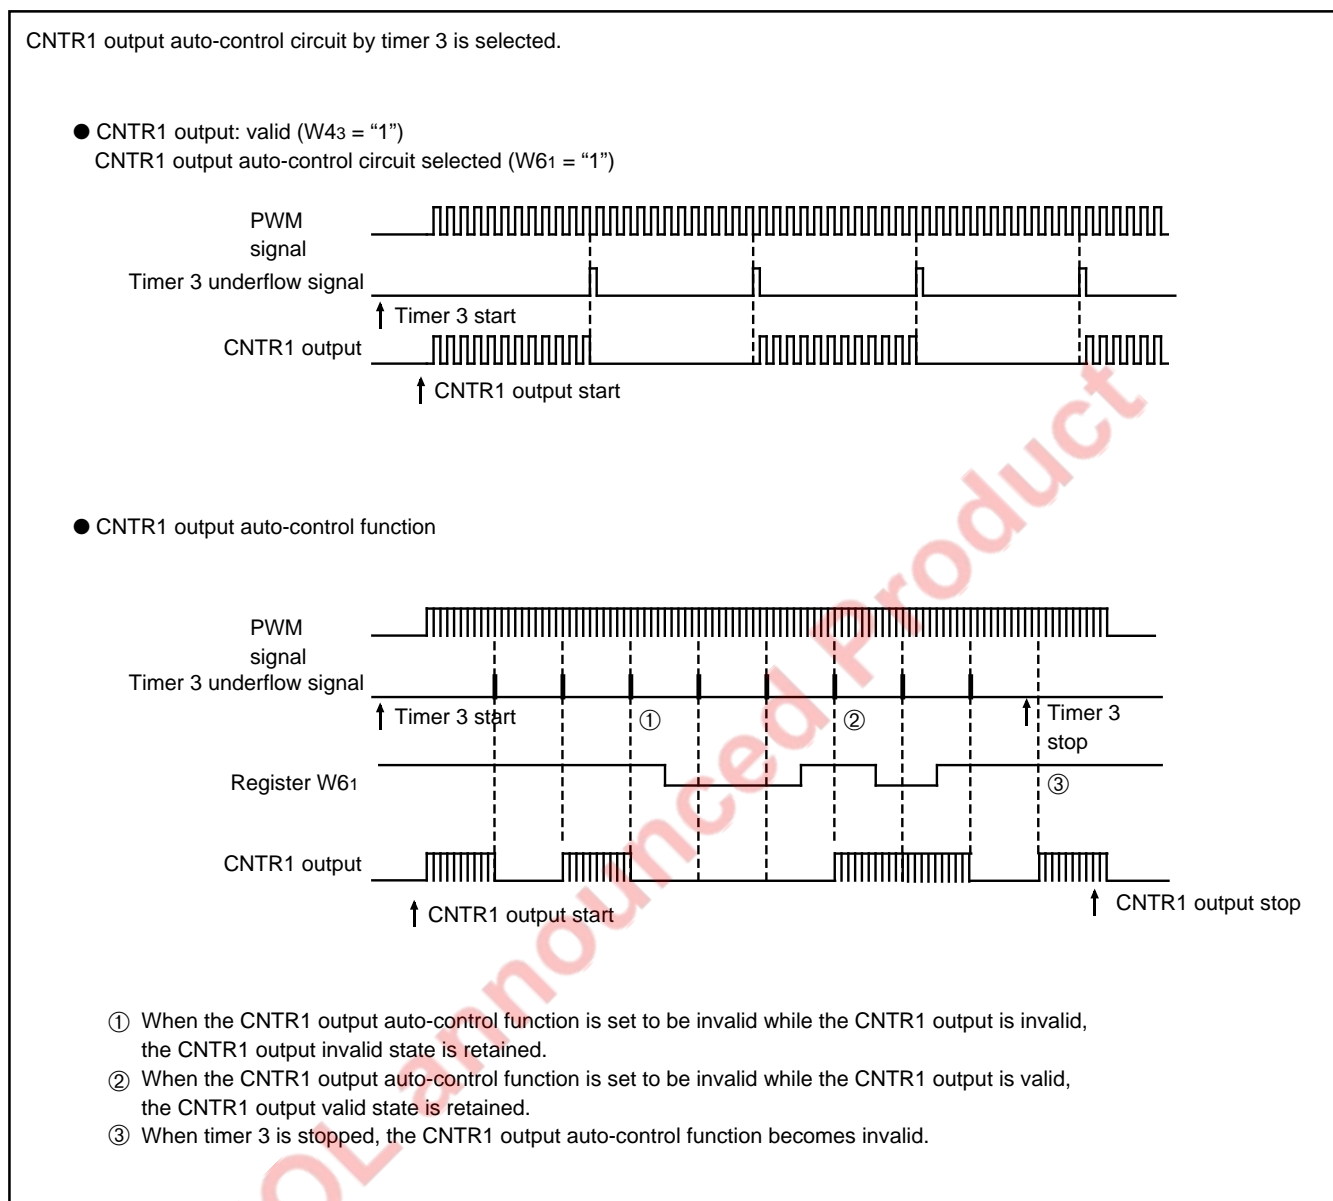 CNTR1 output auto-control circuit by timer 3 is selected.
● CNTR1 output: valid (W43 = “1”)
CNTR1 output auto-control circuit selected (W61 = “1”)
PWM
signal
Timer 3 underflow signal
Timer 3 start
CNTR1 output
CNTR1 output start
● CNTR1 output auto-control function
PWM
signal
Timer 3 underflow signal
Timer 3 start
①
②
Timer 3
stop
Register W61
③
CNTR1 output
CNTR1 output start
CNTR1 output stop
① When the CNTR1 output auto-control function is set to be invalid while the CNTR1 output is invalid,
the CNTR1 output invalid state is retained.
② When the CNTR1 output auto-control function is set to be invalid while the CNTR1 output is valid,
the CNTR1 output valid state is retained.
③ When timer 3 is stopped, the CNTR1 output auto-control function becomes invalid.
OL announced Product